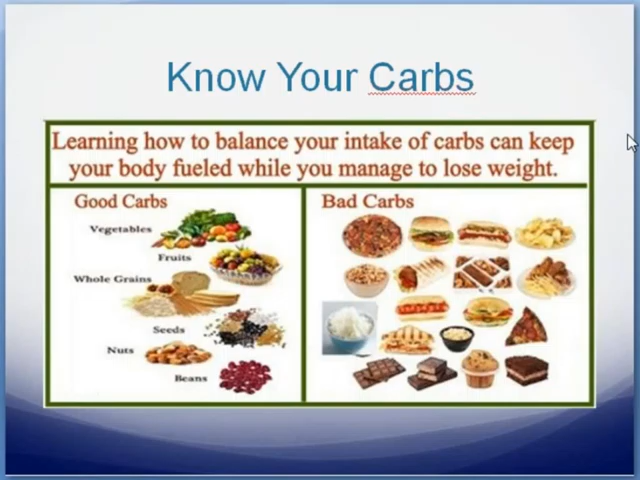 Know Your Carbs
Learning how to balance your intake of carbs can keep
your body fueled while you manage to lose weight.
Good Carbs
Vegetables
Fruits
Whole Grains
Seeds
Nuts
Beans
Bad Carbs